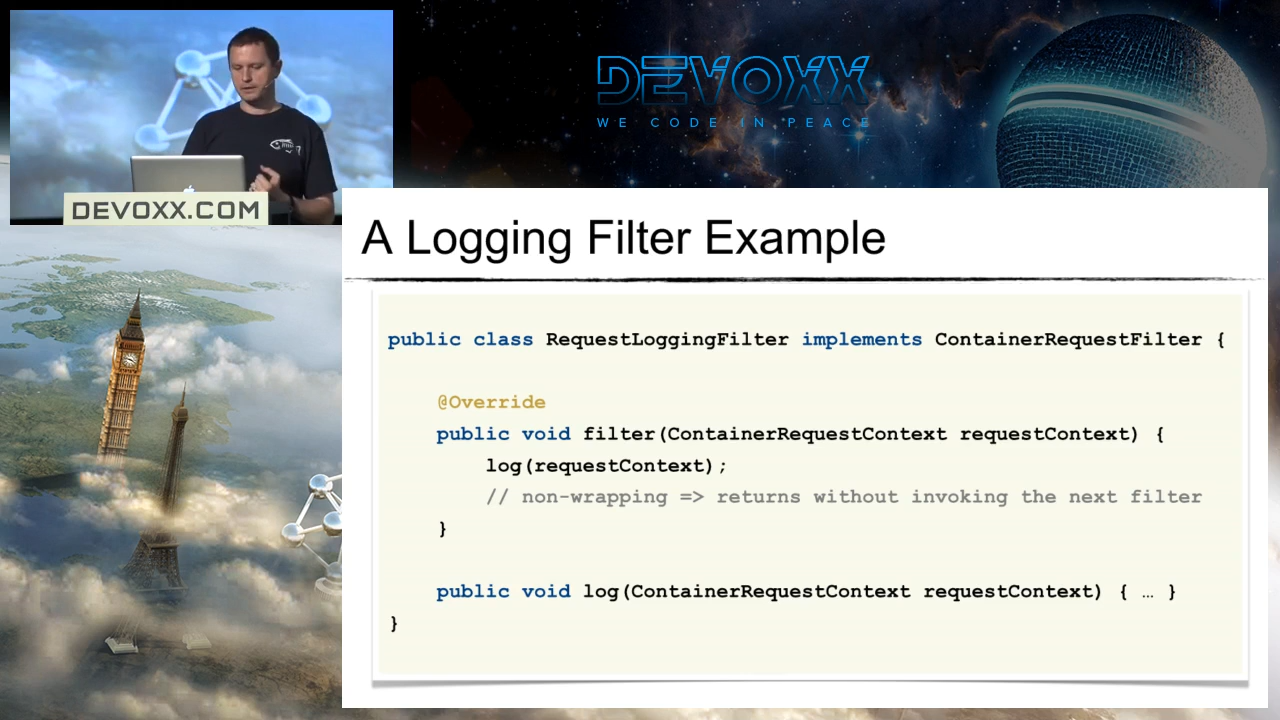 DEVOXX
WE CODE IN PEACE
DEVOXX.COM
A Logging Filter Example
public class RequestLoggingFilter implements ContainerRequestFilter {
@Override
public void filter(ContainerRequestContext requestContext) {
log(requestContext);
// non-wrapping => returns without invoking the next filter
}
public void log(ContainerRequestContext requestContext) { … }
}